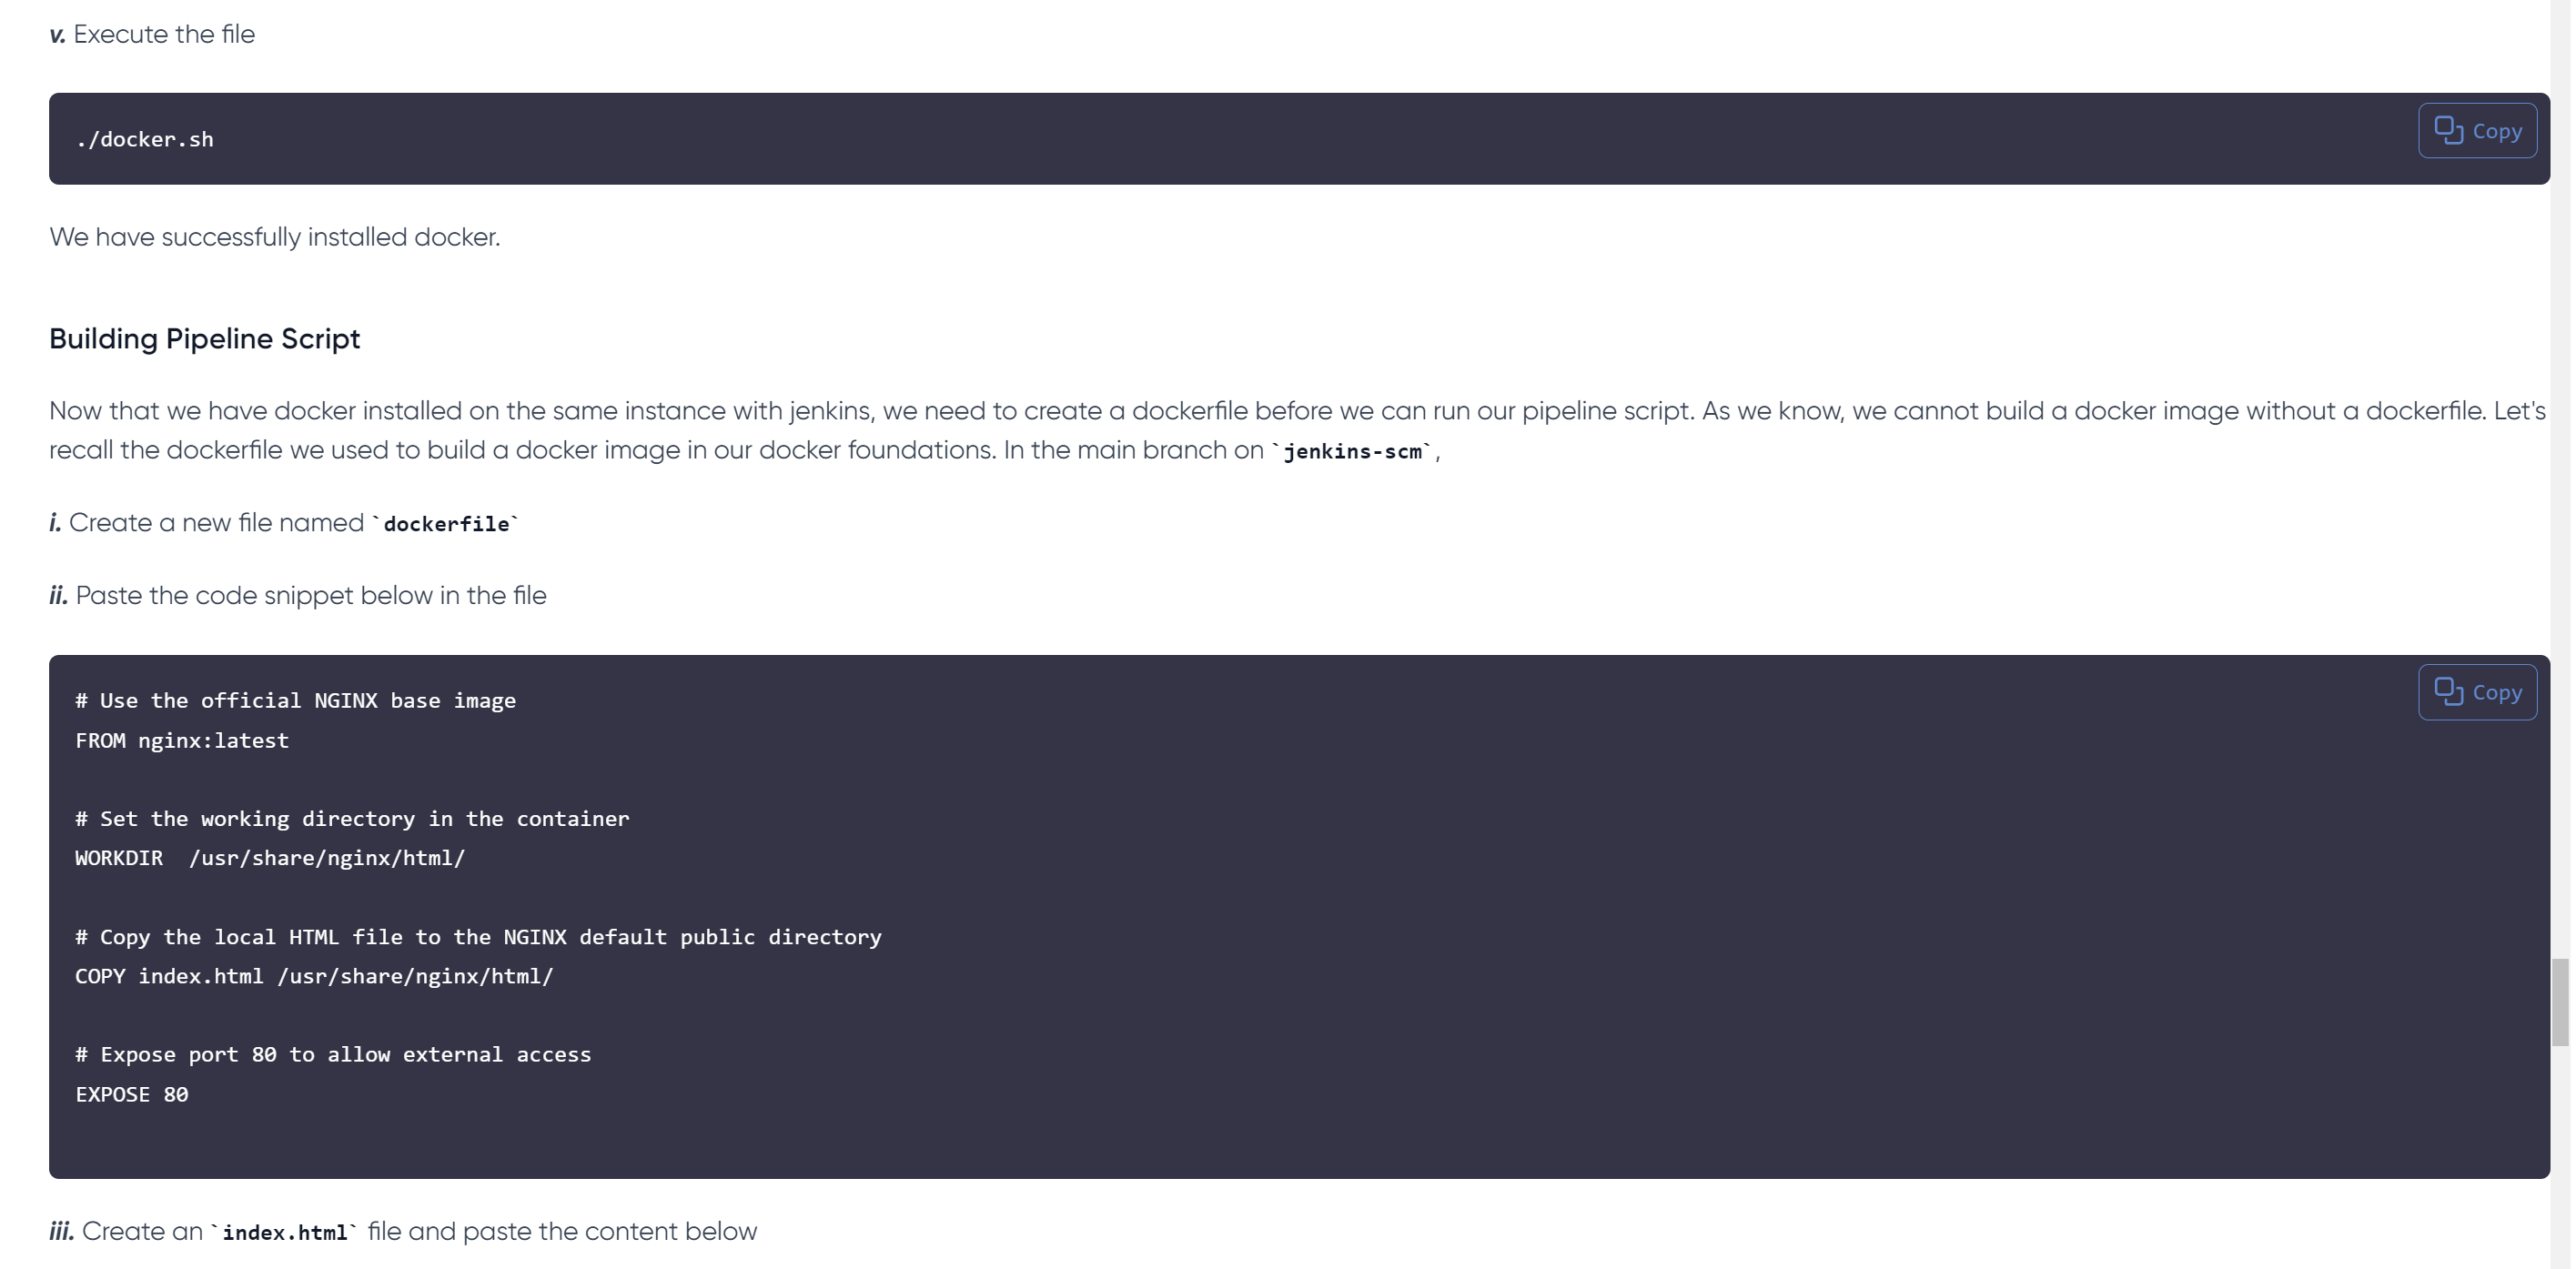 v. Execute the file
./docker.sh
Copy
We have successfully installed docker.
Building Pipeline Script
Now that we have docker installed on the same instance with jenkins, we need to create a dockerfile before we can run our pipeline script. As we know, we cannot build a docker image without a dockerfile. Let's
recall the dockerfile we used to build a docker image in our docker foundations. In the main branch on `jenkins-scm`,
i. Create a new file named `dockerfile`
ii. Paste the code snippet below in the file
Copy
# Use the official NGINX base image
FROM nginx:latest
# Set the working directory in the container
WORKDIR  /usr/share/nginx/html/
# Copy the local HTML file to the NGINX default public directory
COPY index.html /usr/share/nginx/html/
# Expose port 80 to allow external access
EXPOSE 80
iii. Create an `index.html` file and paste the content below